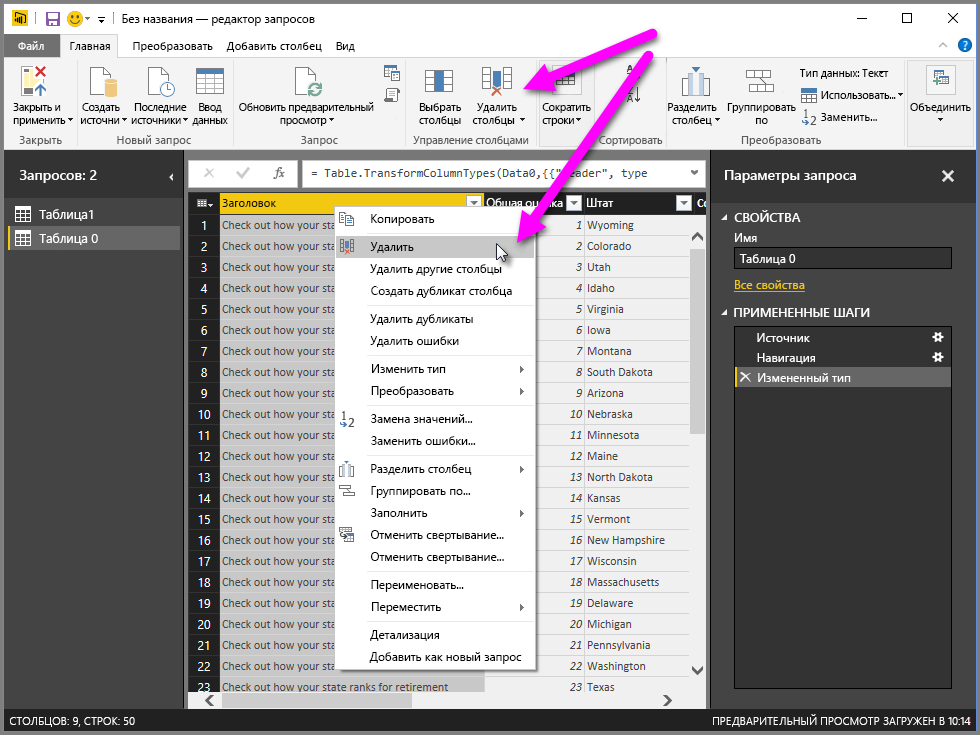 Без названия — редактор запросов
Файл
Главная
Преобразовать
Добавить столбец
Вид
Закрыть и
применить
Создать
источник
Последние
источники
Ввод
данных
Обновить предварительный
просмотр
Выбрать
столбцы
Удалить
столбцы
Сократить
строки
Разделить
столбец
Группировать
по
Тип данных: Текст
Использовать...
1 2 Заменить...
Объединить
Закрыть
Новый запрос
Запрос
Управление столбцами
Сортировать
Преобразовать
Запросов: 2
Таблица1
Таблица 0
fx
= Table.TransformColumnTypes(Data0,{{"Header", type
Заголовок
Общая оценка
Штат
Со
1 Check out how your sta 1 Wyoming
2 Check out how your sta 2 Colorado
3 Check out how your sta 3 Utah
4 Check out how your sta 4 Idaho
5 Check out how your sta 5 Virginia
6 Check out how your sta 6 Iowa
7 Check out how your sta 7 Montana
8 Check out how your sta 8 South Dakota
9 Check out how your sta 9 Arizona
10 Check out how your sta 10 Nebraska
11 Check out how your sta 11 Minnesota
12 Check out how your sta 12 Maine
13 Check out how your sta 13 North Dakota
14 Check out how your sta 14 Kansas
15 Check out how your sta 15 Vermont
16 Check out how your sta 16 New Hampshire
17 Check out how your sta 17 Wisconsin
18 Check out how your sta 18 Massachusetts
19 Check out how your sta 19 Delaware
20 Check out how your sta 20 Michigan
21 Check out how your sta 21 Pennsylvania
22 Check out how your sta 22 Washington
23 Check out how your state ranks for retirement 23 Texas
Копировать
Удалить
Удалить другие столбцы
Создать дубликат столбца
Удалить дубликаты
Удалить ошибки
Изменить тип
Преобразовать
1 2 Замена значений...
Заменить ошибки...
Разделить столбец
Группировать по...
Заполнить
Отменить свертывание...
Отменить свертывание...
Переименовать...
Переместить
Детализация
Добавить как новый запрос
Параметры запроса
СВОЙСТВА
Имя
Таблица 0
Все свойства
ПРИМЕНЕННЫЕ ШАГИ
Источник
Навигация
Измененный тип
СТОЛБЦОВ: 9, СТРОК: 50
ПРЕДВАРИТЕЛЬНЫЙ ПРОСМОТР ЗАГРУЖЕН В 10:14